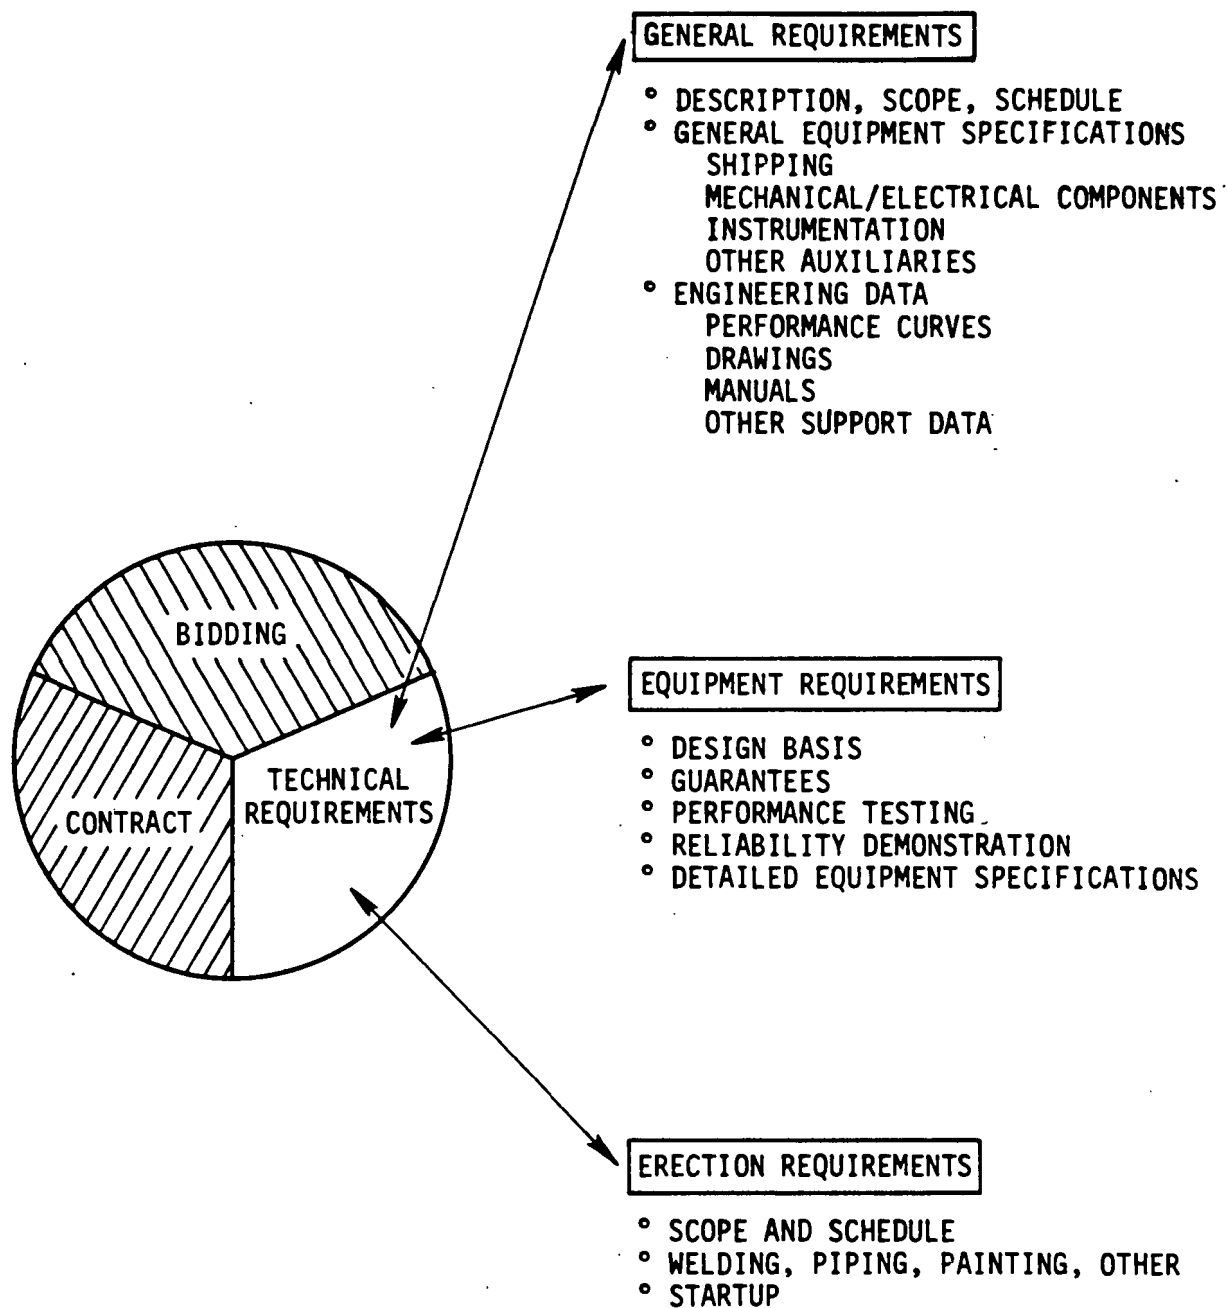 GENERAL REQUIREMENTS
° DESCRIPTION, SCOPE, SCHEDULE
° GENERAL EQUIPMENT SPECIFICATIONS
SHIPPING
MECHANICAL/ELECTRICAL COMPONENTS
INSTRUMENTATION
OTHER AUXILIARIES
° ENGINEERING DATA
PERFORMANCE CURVES
DRAWINGS
MANUALS
OTHER SUPPORT DATA
BIDDING
CONTRACT
TECHNICAL
REQUIREMENTS
EQUIPMENT REQUIREMENTS
° DESIGN BASIS
° GUARANTEES
° PERFORMANCE TESTING
° RELIABILITY DEMONSTRATION
° DETAILED EQUIPMENT SPECIFICATIONS
ERECTION REQUIREMENTS
° SCOPE AND SCHEDULE
° WELDING, PIPING, PAINTING, OTHER
° STARTUP